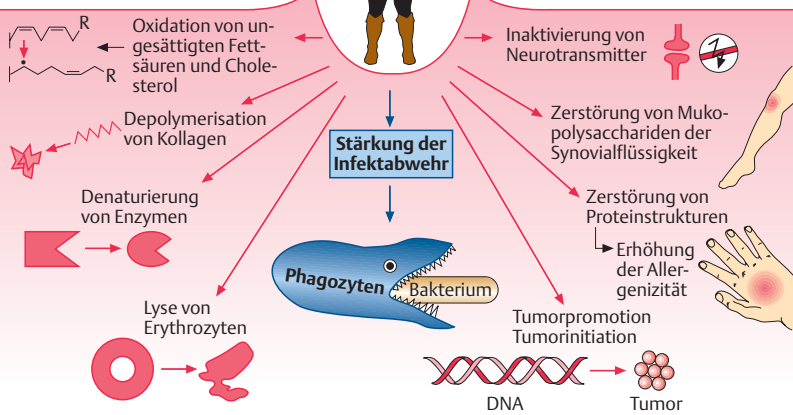 R
R
Oxidation von un-
gesättigten Fett-
säuren und Chole-
sterol
Depolymerisation
von Kollagen
Denaturierung
von Enzymen
Lyse von
Erythrozyten
Stärkung der
Infektabwehr
Phagozyten
Bakterium
Inaktivierung von
Neurotransmitter
Zerstörung von Muko-
polysacchariden der
Synovialflüssigkeit
Zerstörung von
Proteinstrukturen
Erhöhung
der Aller-
genizität
Tumorpromotion
Tumorinitiation
DNA
Tumor